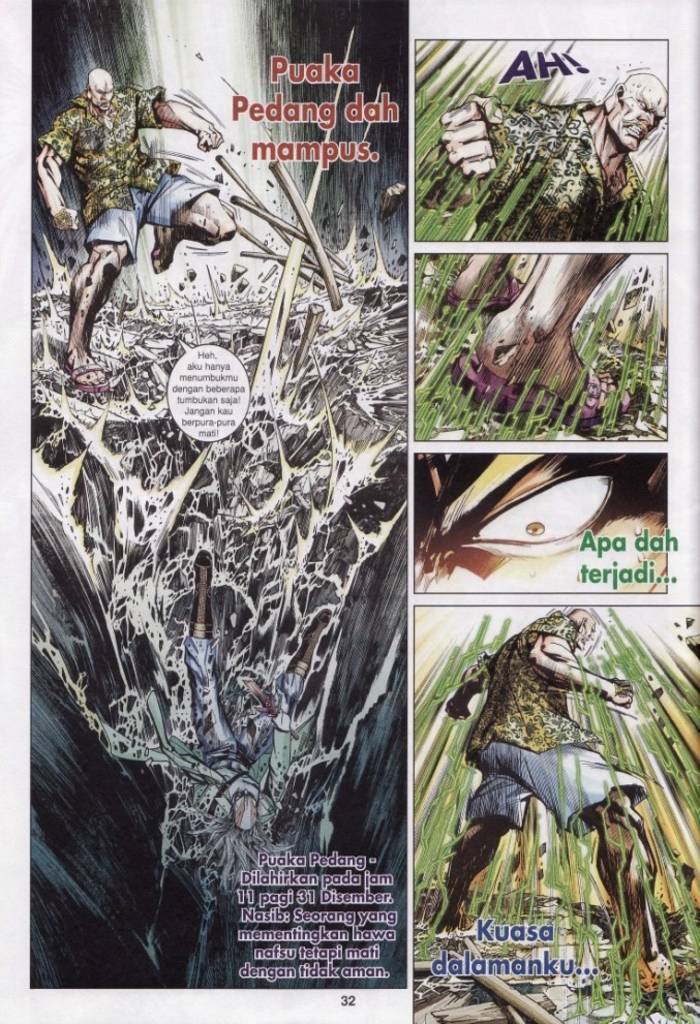 Puaka
Pedang dah
mampus.
Heh,
aku hanya
menumbukmu
dengan beberapa
tumbukan saja!
Jangan kau
berpura-pura
mati!
Puaka Pedang -
Dilahirkan pada jam
11 pagi 31 Disember.
Nasib: Seorang yang
mementingkan hawa
nafsu tetapi mati
dengan tidak aman.
AH!
Apa dah
terjadi...
Kuasa
dalamanku...
32